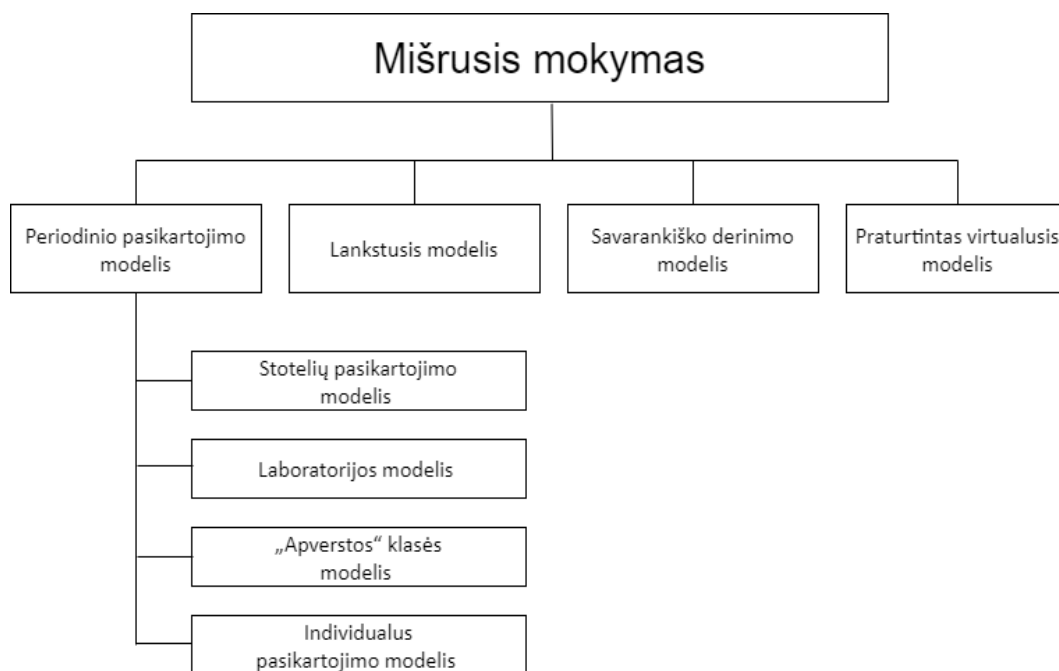 Mišrusis mokymas
Periodinio pasikartojimo
modelis
Lankstusis modelis
Savarankiško derinimo
modelis
Praturtintas virtualusis
modelis
Stotelių pasikartojimo
modelis
Laboratorijos modelis
„Apverstos“ klasės
modelis
Individualus
pasikartojimo modelis